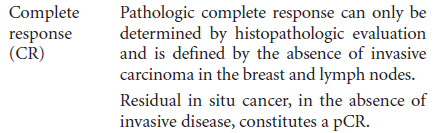 Complete Pathologic complete response can only be
response determined by histopathologic evaluation
(CR) and is defined by the absence of invasive
carcinoma in the breast and lymph nodes.
Residual in situ cancer, in the absence of
invasive disease, constitutes a pCR.